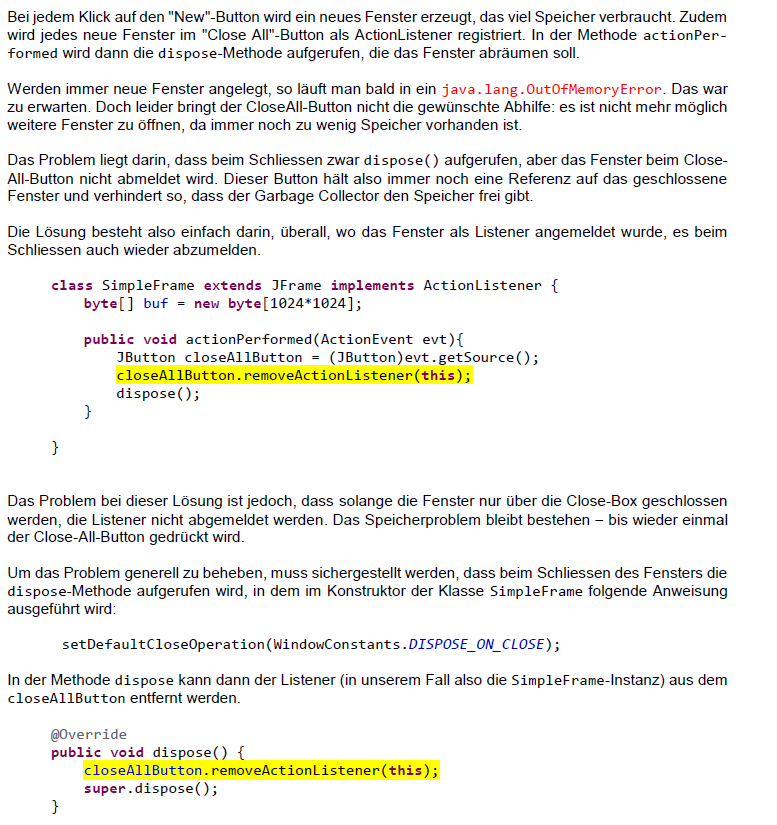 Bei jedem Klick auf den "New"-Button wird ein neues Fenster erzeugt, das viel Speicher verbraucht. Zudem
wird jedes neue Fenster im "Close All"-Button als ActionListener registriert. In der Methode actionPer-
formed wird dann die dispose-Methode aufgerufen, die das Fenster abräumen soll.
Werden immer neue Fenster angelegt, so läuft man bald in ein java.lang.OutOfMemoryError. Das war
zu erwarten. Doch leider bringt der CloseAll-Button nicht die gewünschte Abhilfe: es ist nicht mehr möglich
weitere Fenster zu öffnen, da immer noch zu wenig Speicher vorhanden ist.
Das Problem liegt darin, dass beim Schliessen zwar dispose() aufgerufen, aber das Fenster beim Close-
All-Button nicht abmeldet wird. Dieser Button hält also immer noch eine Referenz auf das geschlossene
Fenster und verhindert so, dass der Garbage Collector den Speicher frei gibt.
Die Lösung besteht also einfach darin, überall, wo das Fenster als Listener angemeldet wurde, es beim
Schliessen auch wieder abzumelden.
class SimpleFrame extends JFrame implements ActionListener {
byte[] buf = new byte[1024*1024];
public void actionPerformed(ActionEvent evt){
JButton closeAllButton = (JButton)evt.getSource();
closeAllButton.removeActionListener(this);
dispose();
}
}
Das Problem bei dieser Lösung ist jedoch, dass solange die Fenster nur über die Close-Box geschlossen
werden, die Listener nicht abgemeldet werden. Das Speicherproblem bleibt bestehen – bis wieder einmal
der Close-All-Button gedrückt wird.
Um das Problem generell zu beheben, muss sichergestellt werden, dass beim Schliessen des Fensters die
dispose-Methode aufgerufen wird, in dem im Konstruktor der Klasse SimpleFrame folgende Anweisung
ausgeführt wird:
setDefaultCloseOperation(WindowConstants.DISPOSE_ON_CLOSE);
In der Methode dispose kann dann der Listener (in unserem Fall also die SimpleFrame-Instanz) aus dem
closeAllButton entfernt werden.
@Override
public void dispose() {
closeAllButton.removeActionListener(this);
super.dispose();
}